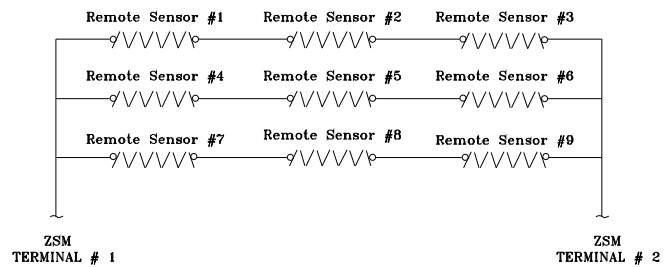 Remote Sensor #1 Remote Sensor #2 Remote Sensor #3
Remote Sensor #4 Remote Sensor #5 Remote Sensor #6
Remote Sensor #7 Remote Sensor #8 Remote Sensor #9
ZSM ZSM
TERMINAL # 1 TERMINAL # 2